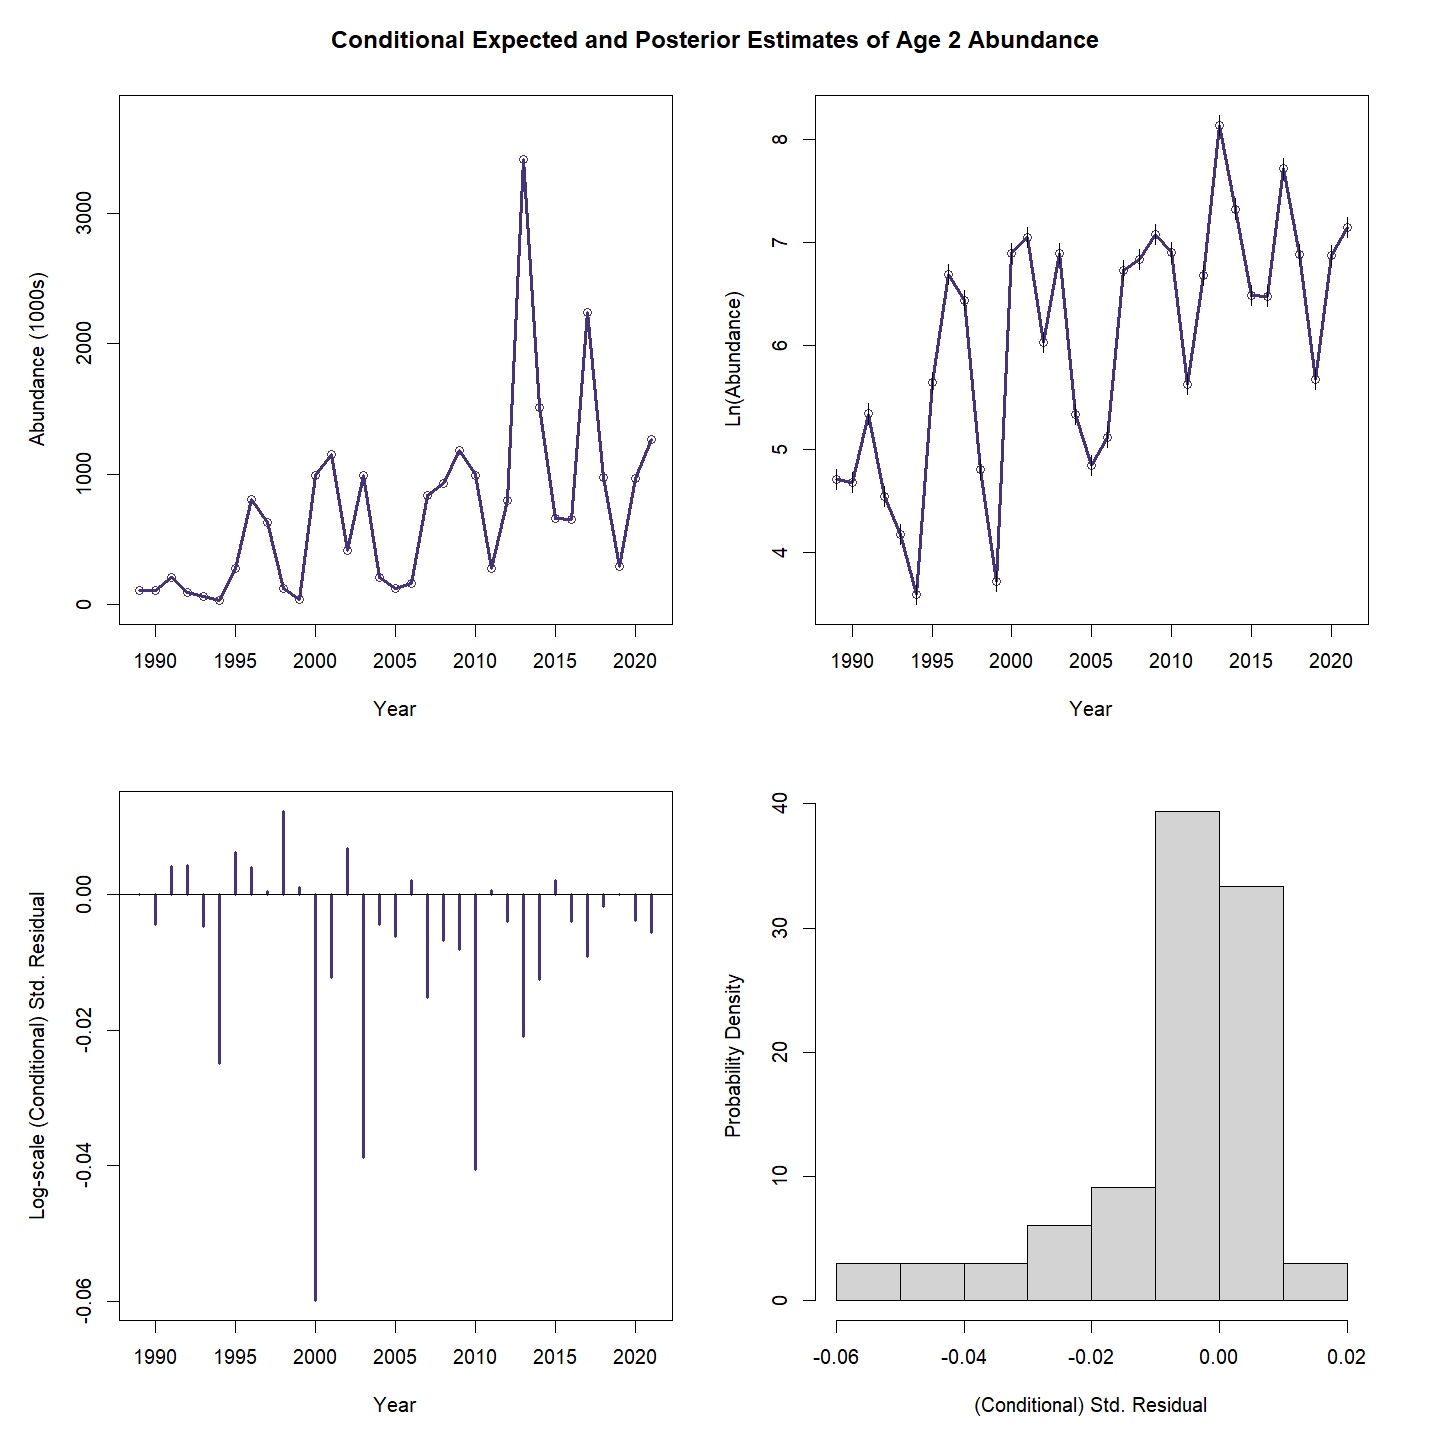 Conditional Expected and Posterior Estimates of Age 2 Abundance
Abundance (1000s)
3000
2000
1000
0
1990 1995 2000 2005 2010 2015 2020
Year
Ln(Abundance)
8
7
6
5
4
1990 1995 2000 2005 2010 2015 2020
Year
Log-scale (Conditional) Std. Residual
0.00
-0.02
-0.04
-0.06
1990 1995 2000 2005 2010 2015 2020
Year
Probability Density
40
30
20
10
0
-0.06 -0.04 -0.02 0.00 0.02
(Conditional) Std. Residual